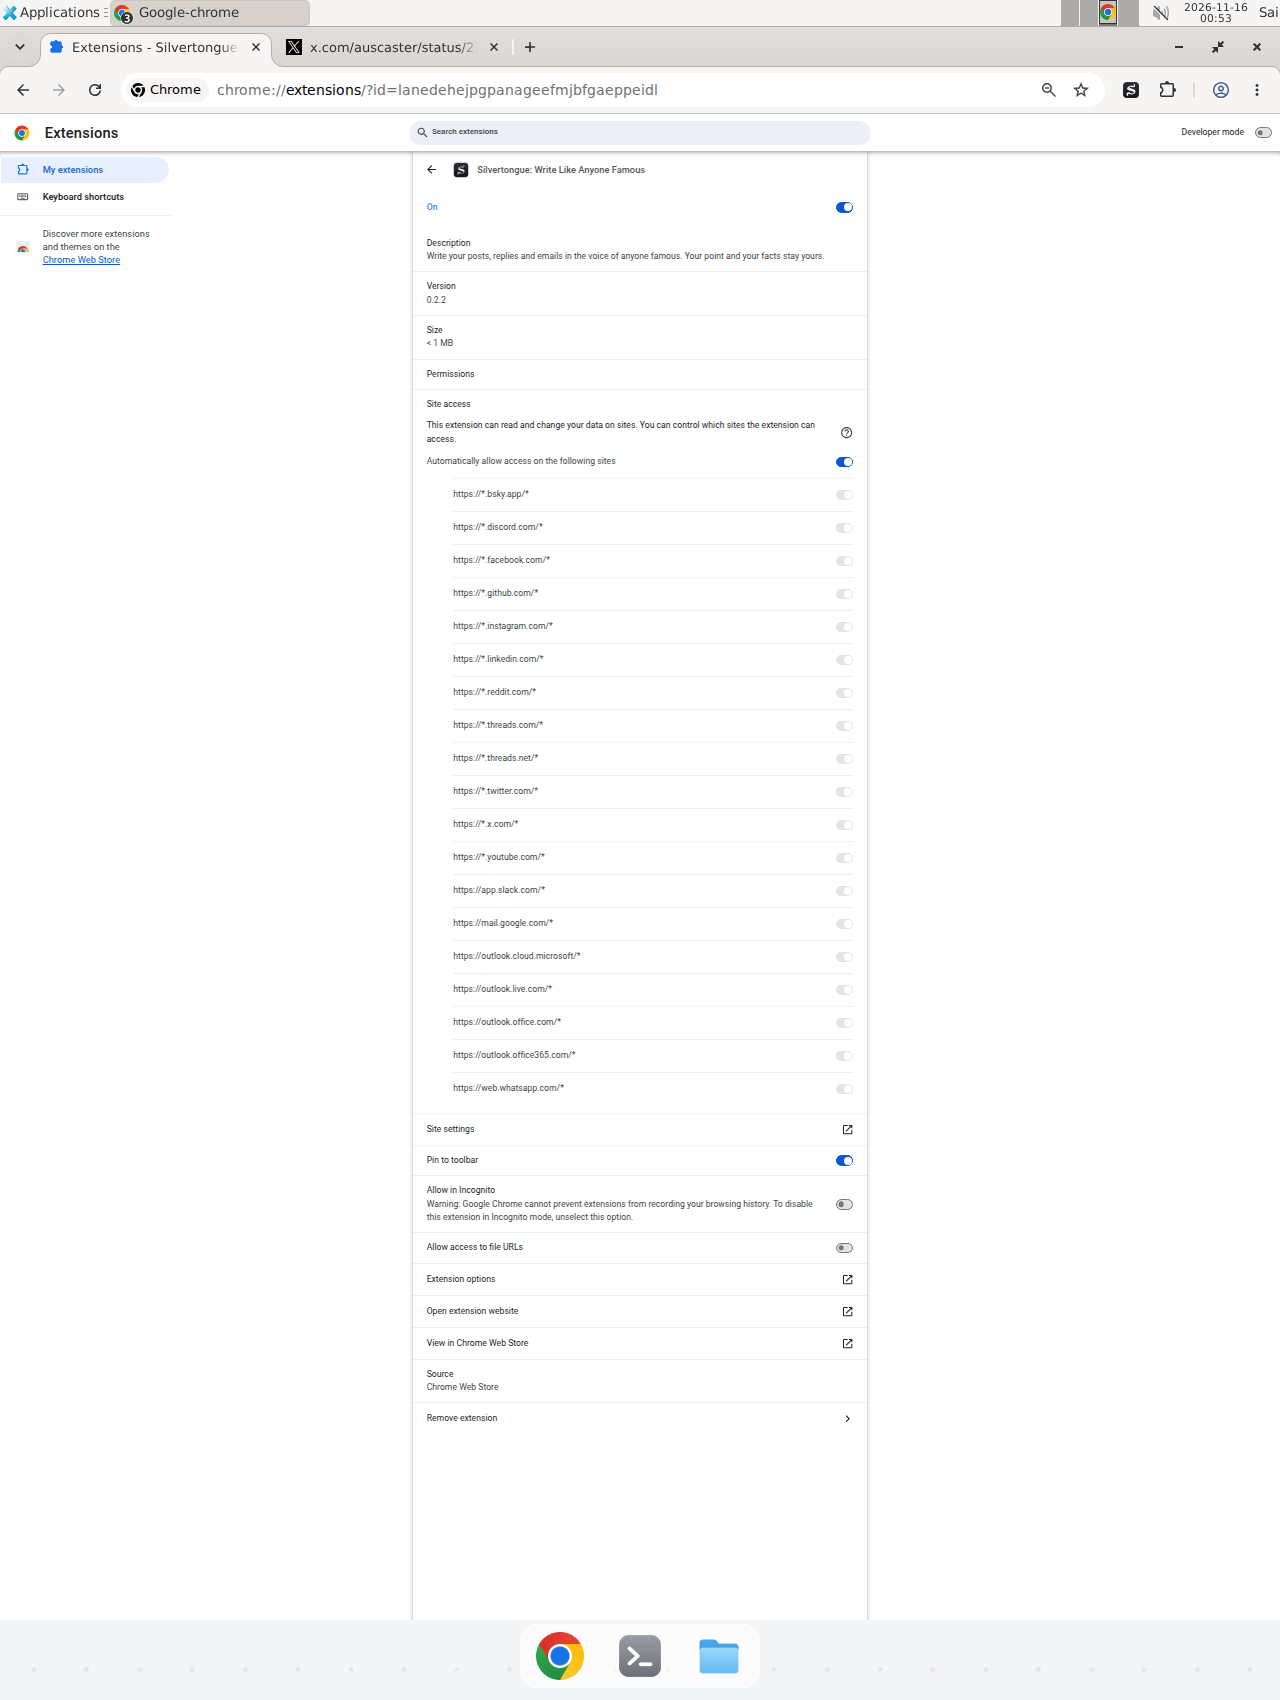 Applications
Google-chrome
2026-11-16
00:53
Sai
Extensions - Silvertongue
x.com/auscaster/status/2
Chrome
chrome://extensions/?id=lanedehejpgpanageefmjbfgaeppeidl
Extensions
Search extensions
Developer mode
My extensions
Keyboard shortcuts
Discover more extensions
and themes on the
Chrome Web Store
Silvertongue: Write Like Anyone Famous
On
Description
Write your posts, replies and emails in the voice of anyone famous. Your point and your facts stay yours.
Version
0.2.2
Size
< 1 MB
Permissions
Site access
This extension can read and change your data on sites. You can control which sites the extension can
access.
Automatically allow access on the following sites
https://*.bsky.app/*
https://*.discord.com/*
https://*.facebook.com/*
https://*.github.com/*
https://*.instagram.com/*
https://*.linkedin.com/*
https://*.reddit.com/*
https://*.threads.com/*
https://*.threads.net/*
https://*.twitter.com/*
https://*.x.com/*
https://*.youtube.com/*
https://app.slack.com/*
https://mail.google.com/*
https://outlook.cloud.microsoft/*
https://outlook.live.com/*
https://outlook.office.com/*
https://outlook.office365.com/*
https://web.whatsapp.com/*
Site settings
Pin to toolbar
Allow in Incognito
Warning: Google Chrome cannot prevent extensions from recording your browsing history. To disable
this extension in Incognito mode, unselect this option.
Allow access to file URLs
Extension options
Open extension website
View in Chrome Web Store
Source
Chrome Web Store
Remove extension